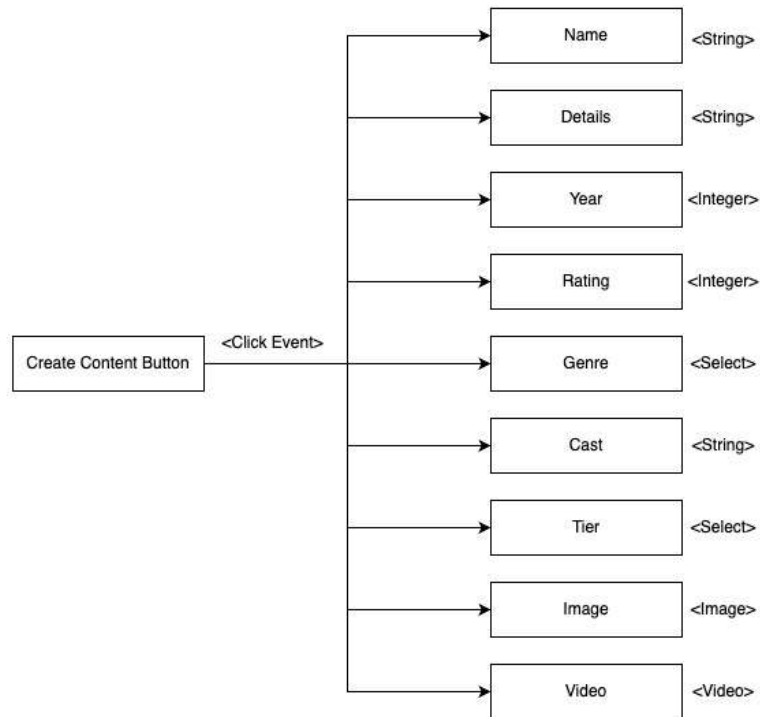 Name
<String>
Details
<String>
Year
<Integer>
Rating
<Integer>
Create Content Button
<Click Event>
Genre
<Select>
Cast
<String>
Tier
<Select>
Image
<Image>
Video
<Video>